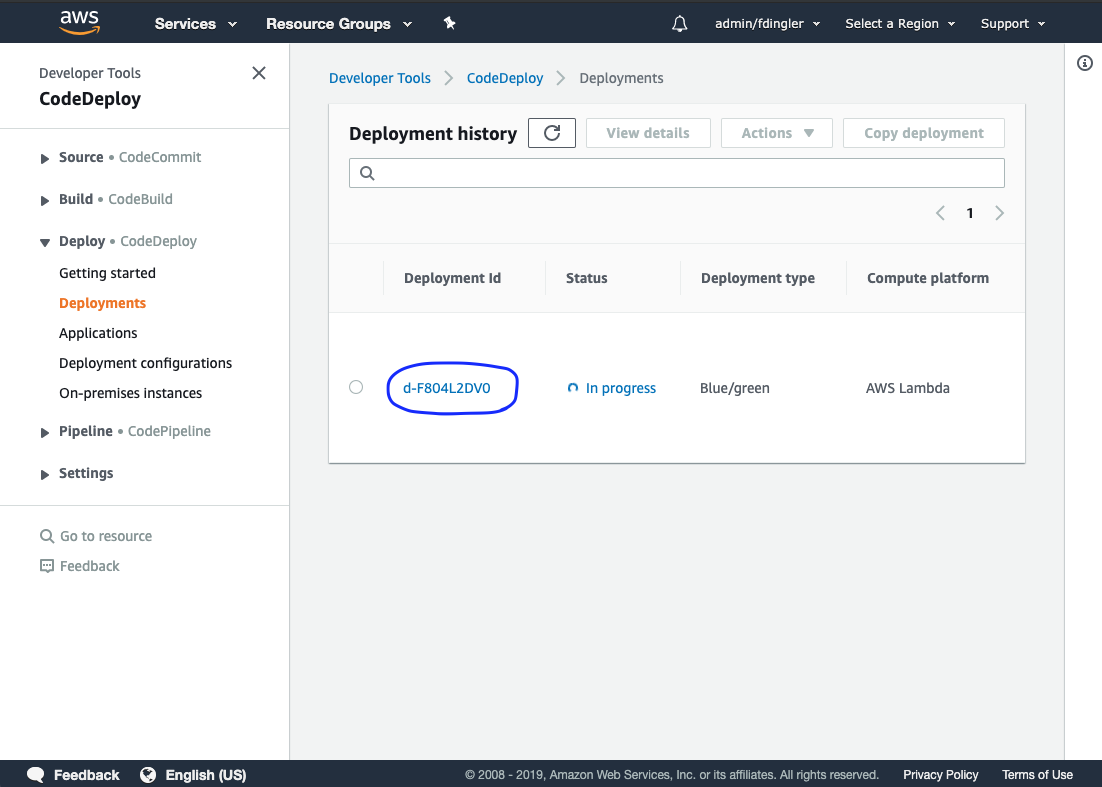 aws Services Resource Groups admin/fdingler Select a Region Support
Developer Tools
CodeDeploy
Source • CodeCommit
Build • CodeBuild
Deploy • CodeDeploy
Getting started
Deployments
Applications
Deployment configurations
On-premises instances
Pipeline • CodePipeline
Settings
Go to resource
Feedback
Developer Tools CodeDeploy Deployments
Deployment history View details Actions Copy deployment
1
Deployment Id Status Deployment type Compute platform
d-F804L2DV0 In progress Blue/green AWS Lambda
Feedback English (US) © 2008 - 2019, Amazon Web Services, Inc. or its affiliates. All rights reserved. Privacy Policy Terms of Use